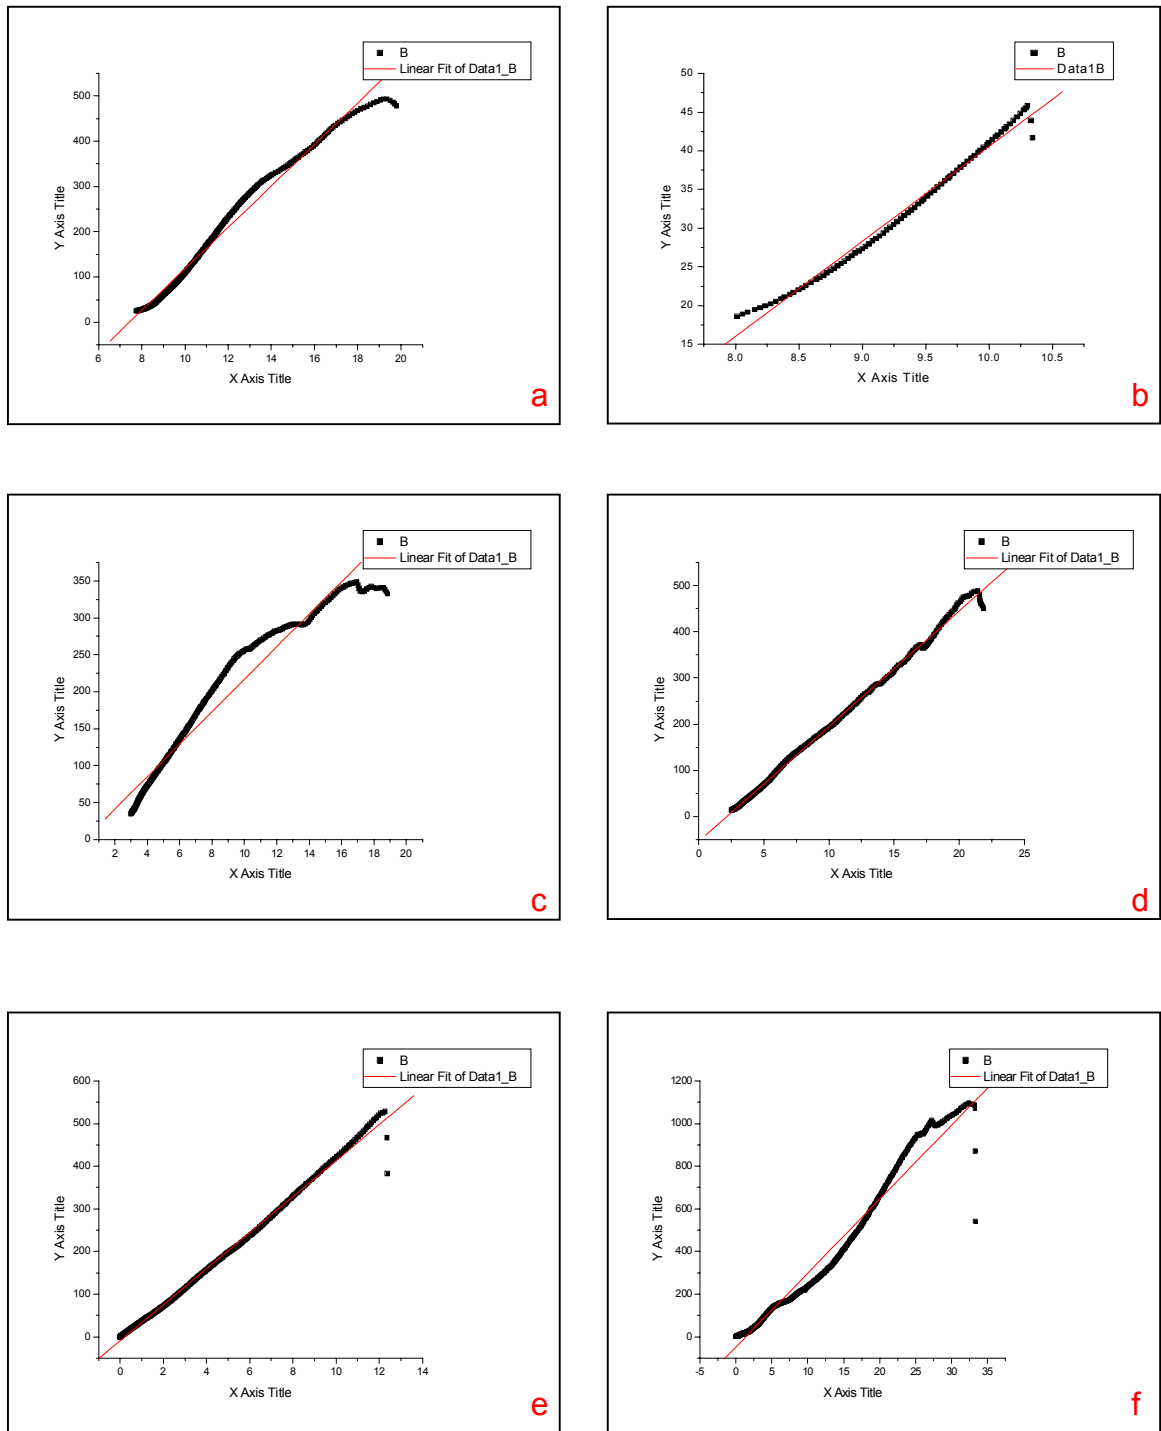 B
Linear Fit of Data1_B
500
400
300
200
100
0
6 8 10 12 14 16 18 20
Y Axis Title
X Axis Title
a
B
Data1B
50
45
40
35
30
25
20
15
8.0 8.5 9.0 9.5 10.0 10.5
Y Axis Title
X Axis Title
b
B
Linear Fit of Data1_B
350
300
250
200
150
100
50
0
2 4 6 8 10 12 14 16 18 20
Y Axis Title
X Axis Title
c
B
Linear Fit of Data1_B
500
400
300
200
100
0
0 5 10 15 20 25
Y Axis Title
X Axis Title
d
B
Linear Fit of Data1_B
600
500
400
300
200
100
0
0 2 4 6 8 10 12 14
Y Axis Title
X Axis Title
e
B
Linear Fit of Data1_B
1200
1000
800
600
400
200
0
-5 0 5 10 15 20 25 30 35
Y Axis Title
X Axis Title
f